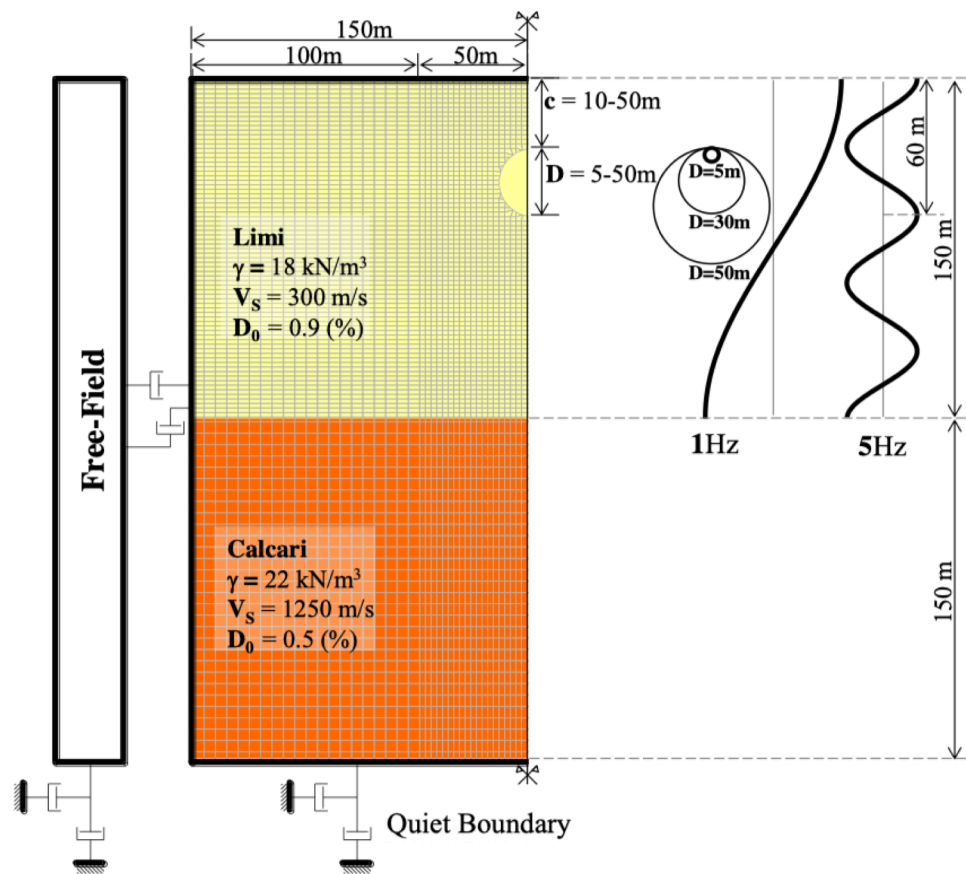 150m
100m
50m
c = 10-50m
D = 5-50m
D=5m
D=30m
D=50m
60 m
150 m
Limi
γ = 18 kN/m³
V_S = 300 m/s
D_0 = 0.9 (%)
Free-Field
1Hz
5Hz
Calcari
γ = 22 kN/m³
V_S = 1250 m/s
D_0 = 0.5 (%)
150 m
Quiet Boundary